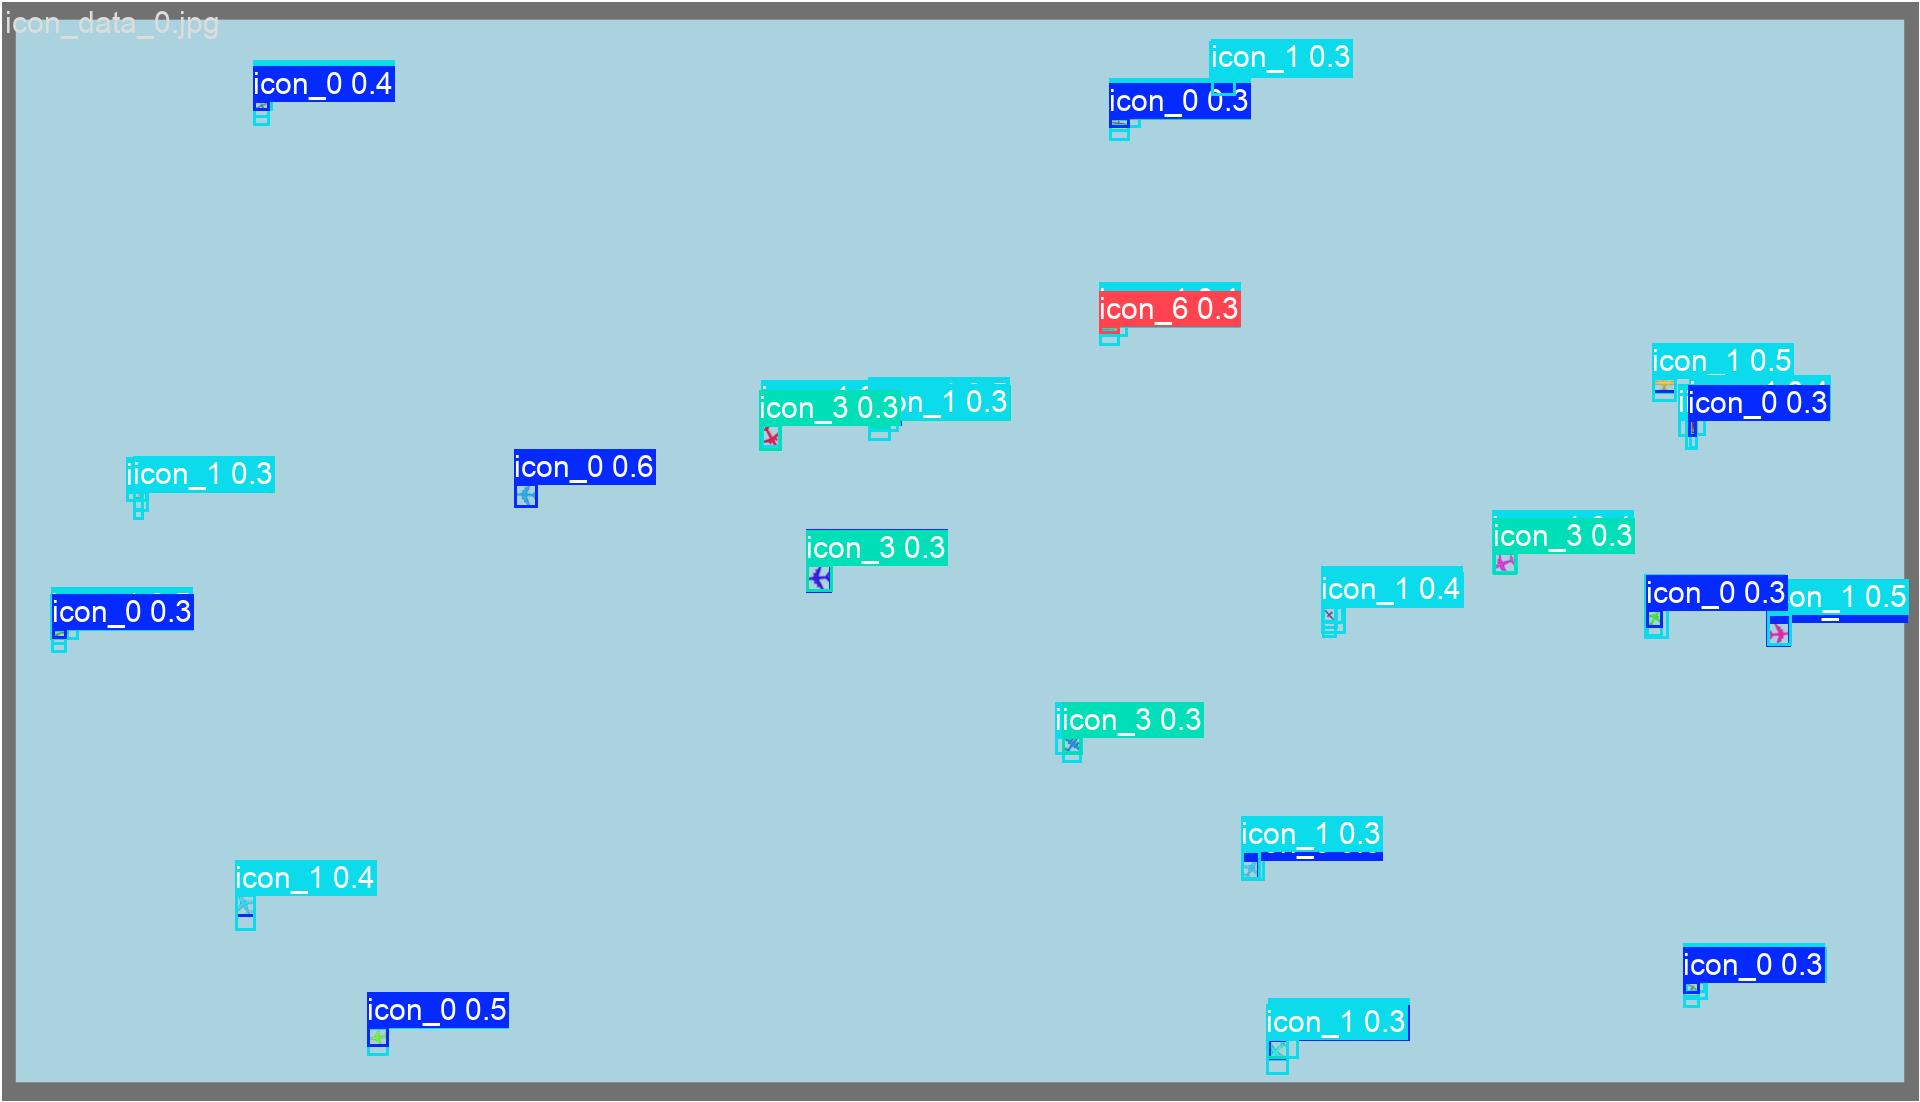 icon_data_0.jpg
icon_1 0.3
icon_0 0.4
icon_0 0.3
icon_6 0.3
icon_1 0.5
icon_3 0.3
on_1 0.3
icon_0 0.3
icon_0 0.6
iicon_1 0.3
icon_3 0.3
icon_3 0.3
icon_1 0.4
icon_0 0.3
on_1 0.5
icon_0 0.3
iicon_3 0.3
icon_1 0.3
icon_1 0.4
icon_0 0.3
icon_0 0.5
icon_1 0.3